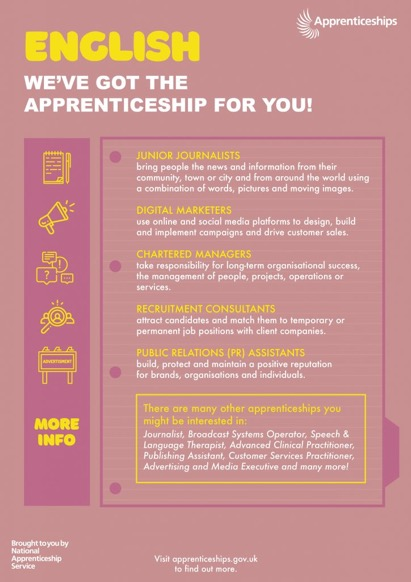 Apprenticeships
ENGLISH
WE'VE GOT THE
APPRENTICESHIP FOR YOU!
JUNIOR JOURNALISTS
bring people the news and information from their
community, town or city and from around the world using
a combination of words, pictures and moving images.
DIGITAL MARKETERS
use online and social media platforms to design, build
and implement campaigns and drive customer sales.
CHARTERED MANAGERS
take responsibility for long-term organisational success,
the management of people, projects, operations or
services.
RECRUITMENT CONSULTANTS
attract candidates and match them to temporary or
permanent job positions with client companies.
ADVERTISMENT
PUBLIC RELATIONS (PR) ASSISTANTS
build, protect and maintain a positive reputation
for brands, organisations and individuals.
MORE
INFO
There are many other apprenticeships you
might be interested in:
Journalist, Broadcast Systems Operator, Speech &
Language Therapist, Advanced Clinical Practitioner,
Publishing Assistant, Customer Services Practitioner,
Advertising and Media Executive and many more!
Brought to you by
National
Apprenticeship
Service
Visit apprenticeships.gov.uk
to find out more.